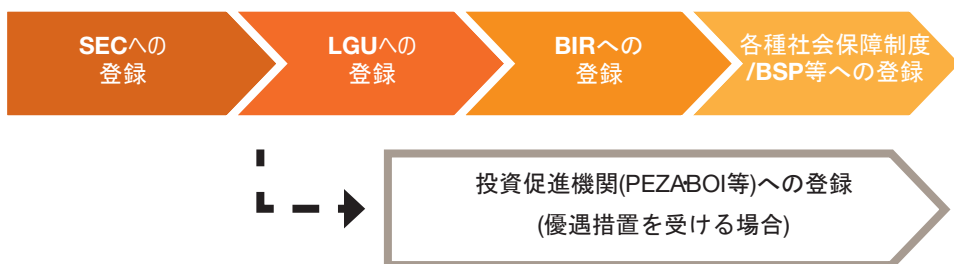 SECへの
登録
LGUへの
登録
BIRへの
登録
各種社会保障制度
/BSP等への登録
投資促進機関(PEZA・BOI等)への登録
(優遇措置を受ける場合)